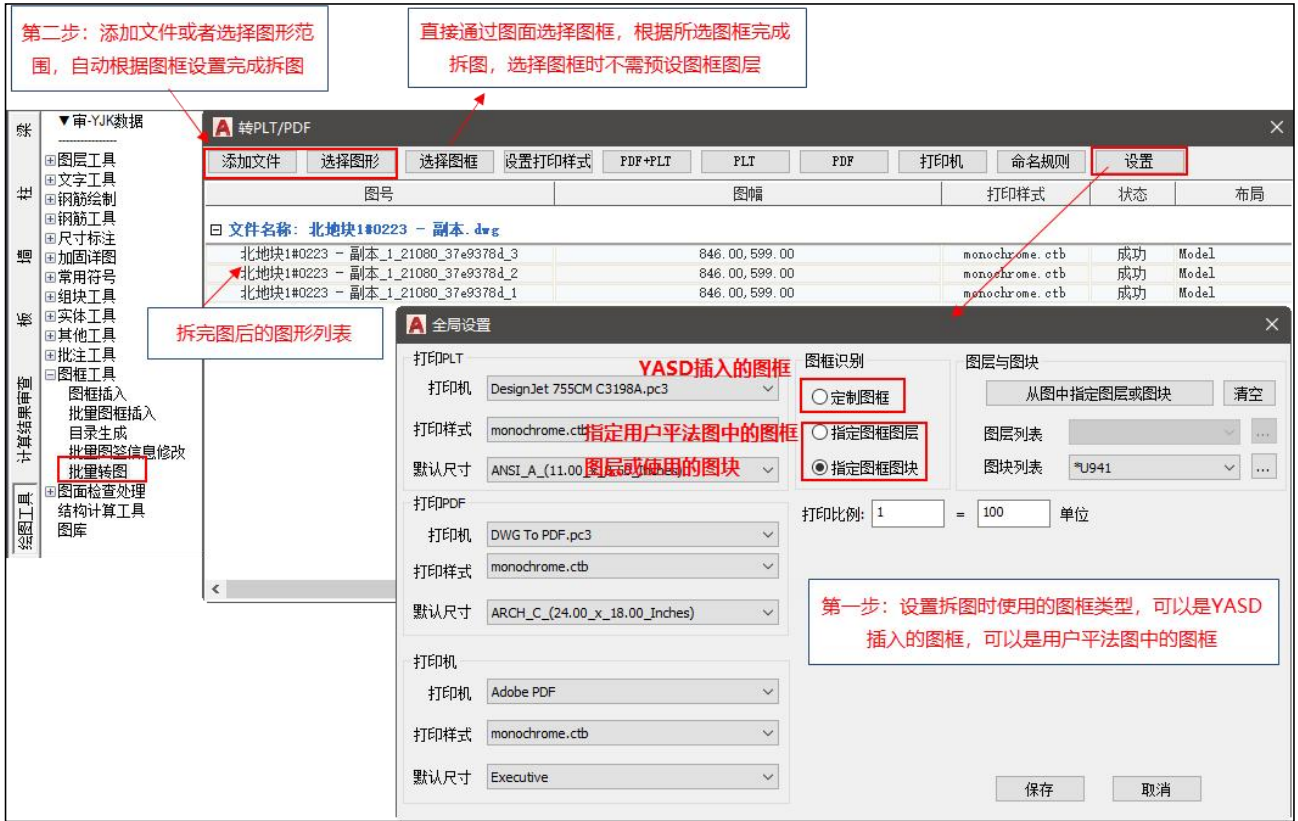 第二步：添加文件或者选择图形范
围，自动根据图框设置完成拆图
直接通过图面选择图框，根据所选图框完成
拆图，选择图框时不需预设图框图层
梁
柱
墙
板
计算结果审查
绘图工具
▼审-YJK数据
----------------
图层工具
文字工具
钢筋绘制
钢筋工具
尺寸标注
加固详图
常用符号
组块工具
实体工具
其他工具
批注工具
图框工具
图框插入
批量图框插入
目录生成
批量图签信息修改
批量转图
图面检查处理
结构计算工具
图库
转PLT/PDF
添加文件 选择图形 选择图框 设置打印样式 PDF+PLT PLT PDF 打印机 命名规则 设置
图号 图幅 打印样式 状态 布局
文件名称: 北地块1#0223 - 副本.dwg
北地块1#0223 - 副本_1_21080_37e9378d_3 846.00,599.00 monochrome.ctb 成功 Model
北地块1#0223 - 副本_1_21080_37e9378d_2 846.00,599.00 monochrome.ctb 成功 Model
北地块1#0223 - 副本_1_21080_37e9378d_1 846.00,599.00 monochrome.ctb 成功 Model
拆完图后的图形列表
全局设置
打印PLT
打印机 DesignJet 755CM C3198A.pc3
打印样式 monochrome.ctb
默认尺寸 ANSI_A_(11.00
YASD插入的图框
指定用户平法图中的图框
图层或使用的图块
打印PDF
打印机 DWG To PDF.pc3
打印样式 monochrome.ctb
默认尺寸 ARCH_C_(24.00_x_18.00_Inches)
打印机
打印机 Adobe PDF
打印样式 monochrome.ctb
默认尺寸 Executive
图框识别
定制图框
指定图框图层
指定图框图块
图层与图块
从图中指定图层或图块 清空
图层列表 ...
图块列表 *U941 ...
打印比例: 1 = 100 单位
第一步：设置拆图时使用的图框类型，可以是YASD
插入的图框，可以是用户平法图中的图框
保存 取消